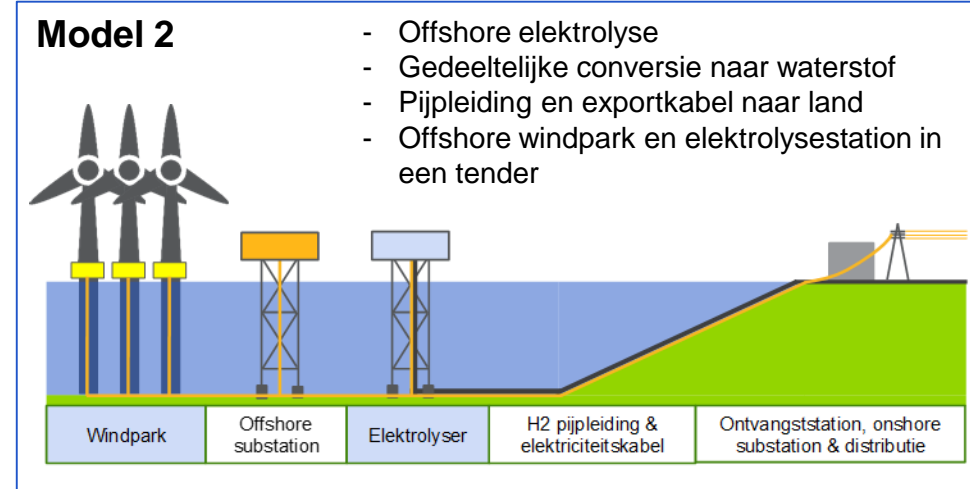 Model 2
- Offshore elektrolyse
- Gedeeltelijke conversie naar waterstof
- Pijpleiding en exportkabel naar land
- Offshore windpark en elektrolysestation in
een tender
Windpark
Offshore
substation
Elektrolyser
H2 pijpleiding &
elektriciteitskabel
Ontvangststation, onshore
substation & distributie